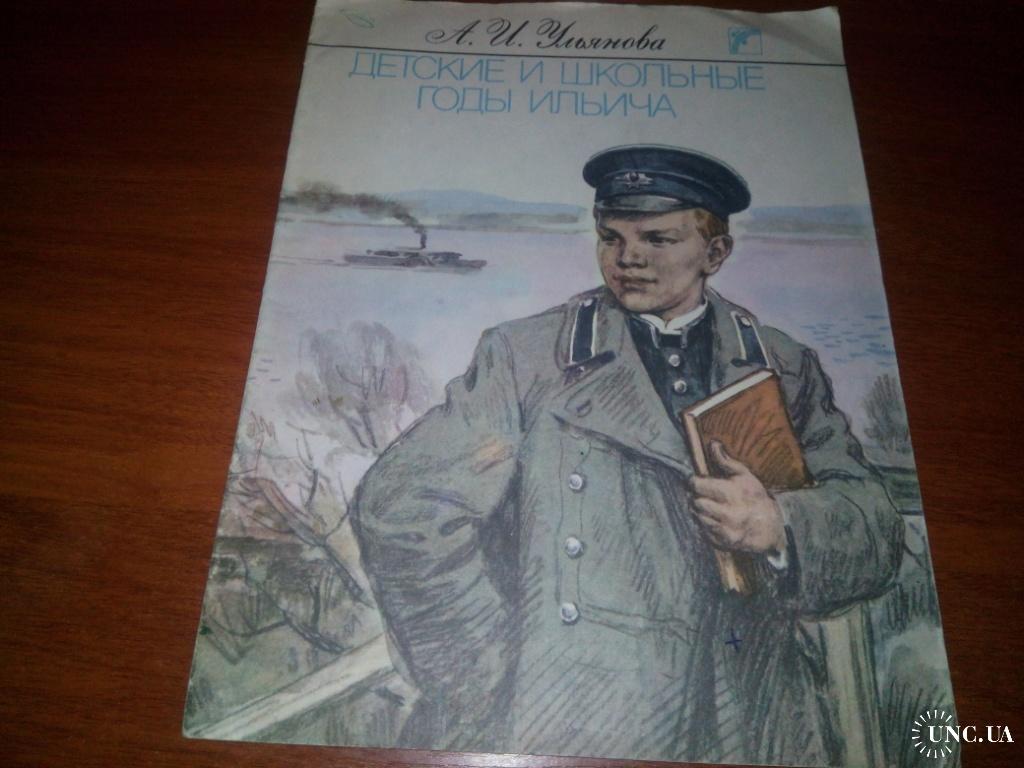 А. И. Ульянова
ДЕТСКИЕ И ШКОЛЬНЫЕ
ГОДЫ ИЛЬИЧА
UNC.UA